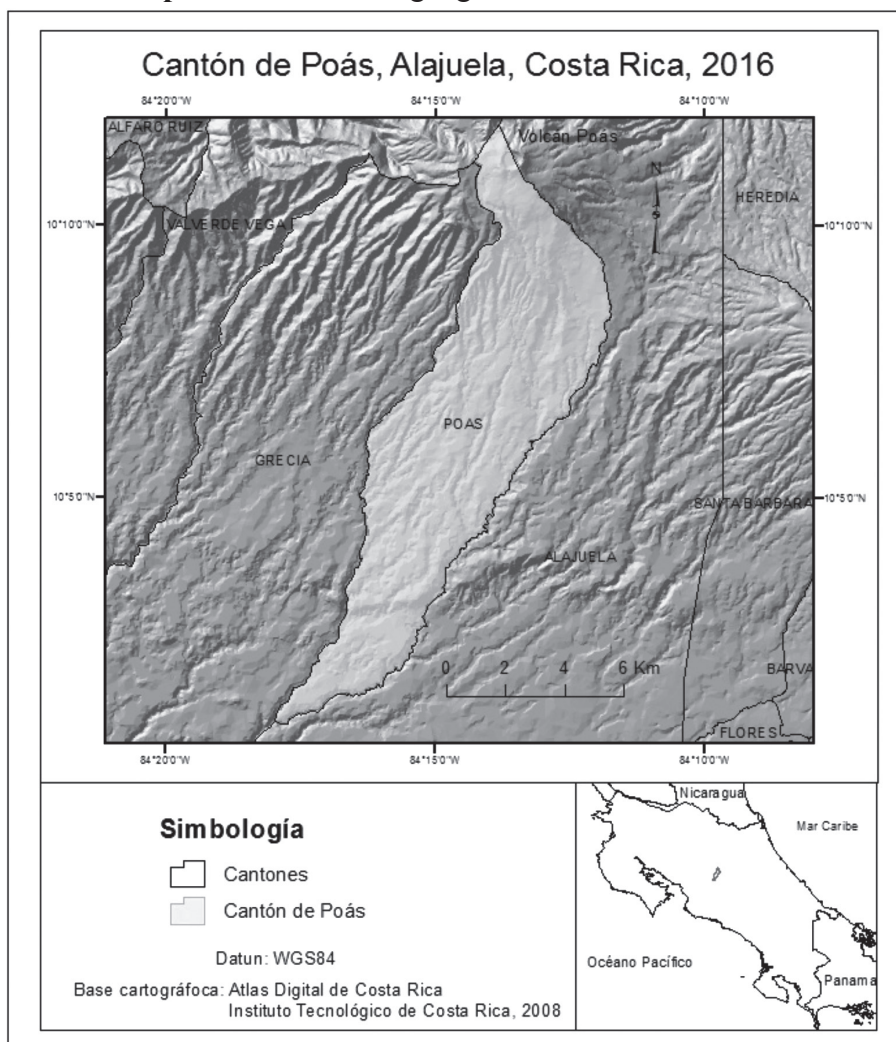 Cantón de Poás, Alajuela, Costa Rica, 2016
84°20'0"W 84°15'0"W 84°10'0"W
ALFARO RUIZ
Volcán Poás
N
HEREDIA
10°10'0"N 10°10'0"N
VALVERDE VEGA
POAS
GRECIA
10°5'0"N 10°5'0"N
SANTA BARBARA
ALAJUELA
0 2 4 6 Km
BARVA
FLORES
84°20'0"W 84°15'0"W 84°10'0"W
Simbología
Cantones
Cantón de Poás
Datun: WGS84
Base cartográfoca: Atlas Digital de Costa Rica
Instituto Tecnológico de Costa Rica, 2008
Nicaragua
Mar Caribe
Océano Pacífico
Panama